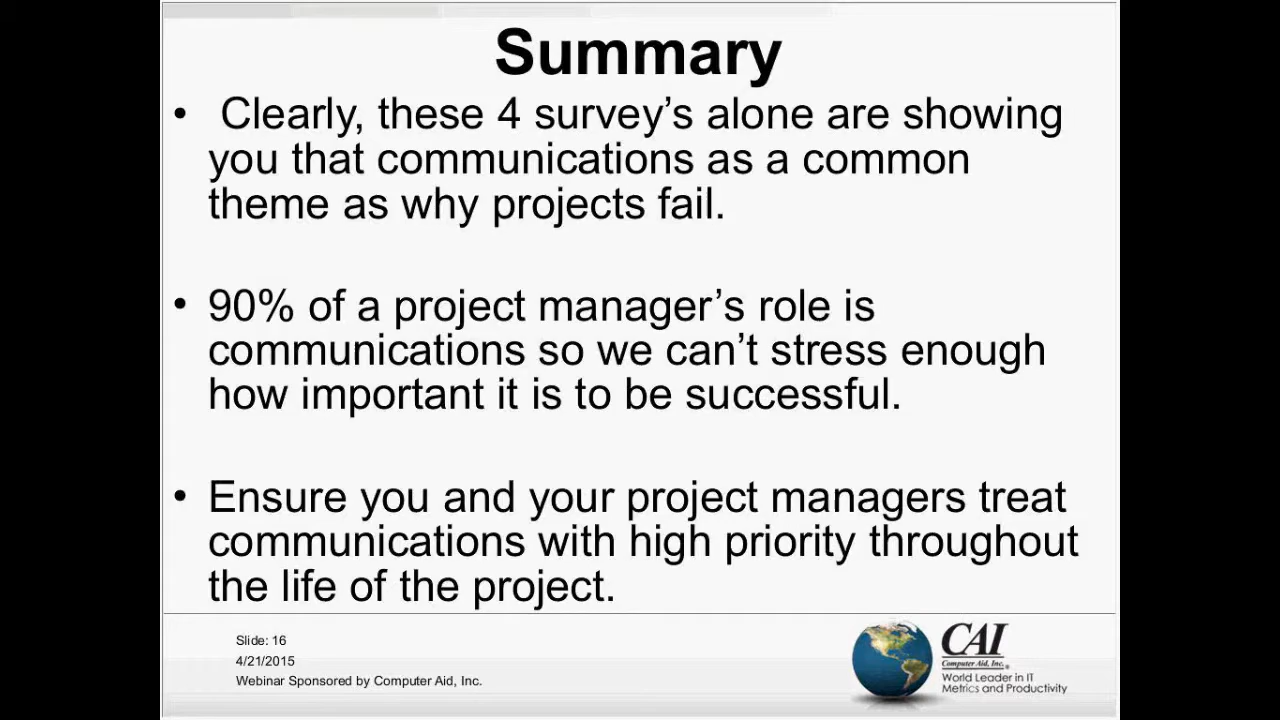 Summary
• Clearly, these 4 survey’s alone are showing
you that communications as a common
theme as why projects fail.
• 90% of a project manager’s role is
communications so we can’t stress enough
how important it is to be successful.
• Ensure you and your project managers treat
communications with high priority throughout
the life of the project.
Slide: 16
4/21/2015
Webinar Sponsored by Computer Aid, Inc.
CAI
Computer Aid, Inc.®
World Leader in IT
Metrics and Productivity